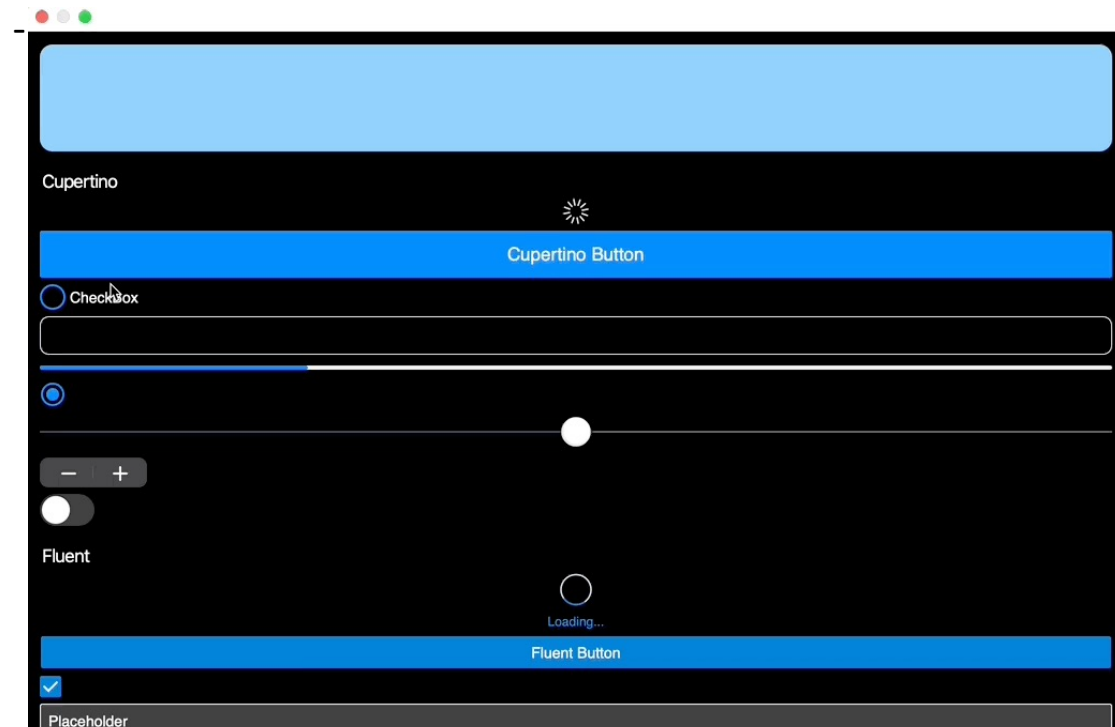 Cupertino
Cupertino Button
Checkbox
Fluent
Loading...
Fluent Button
Placeholder